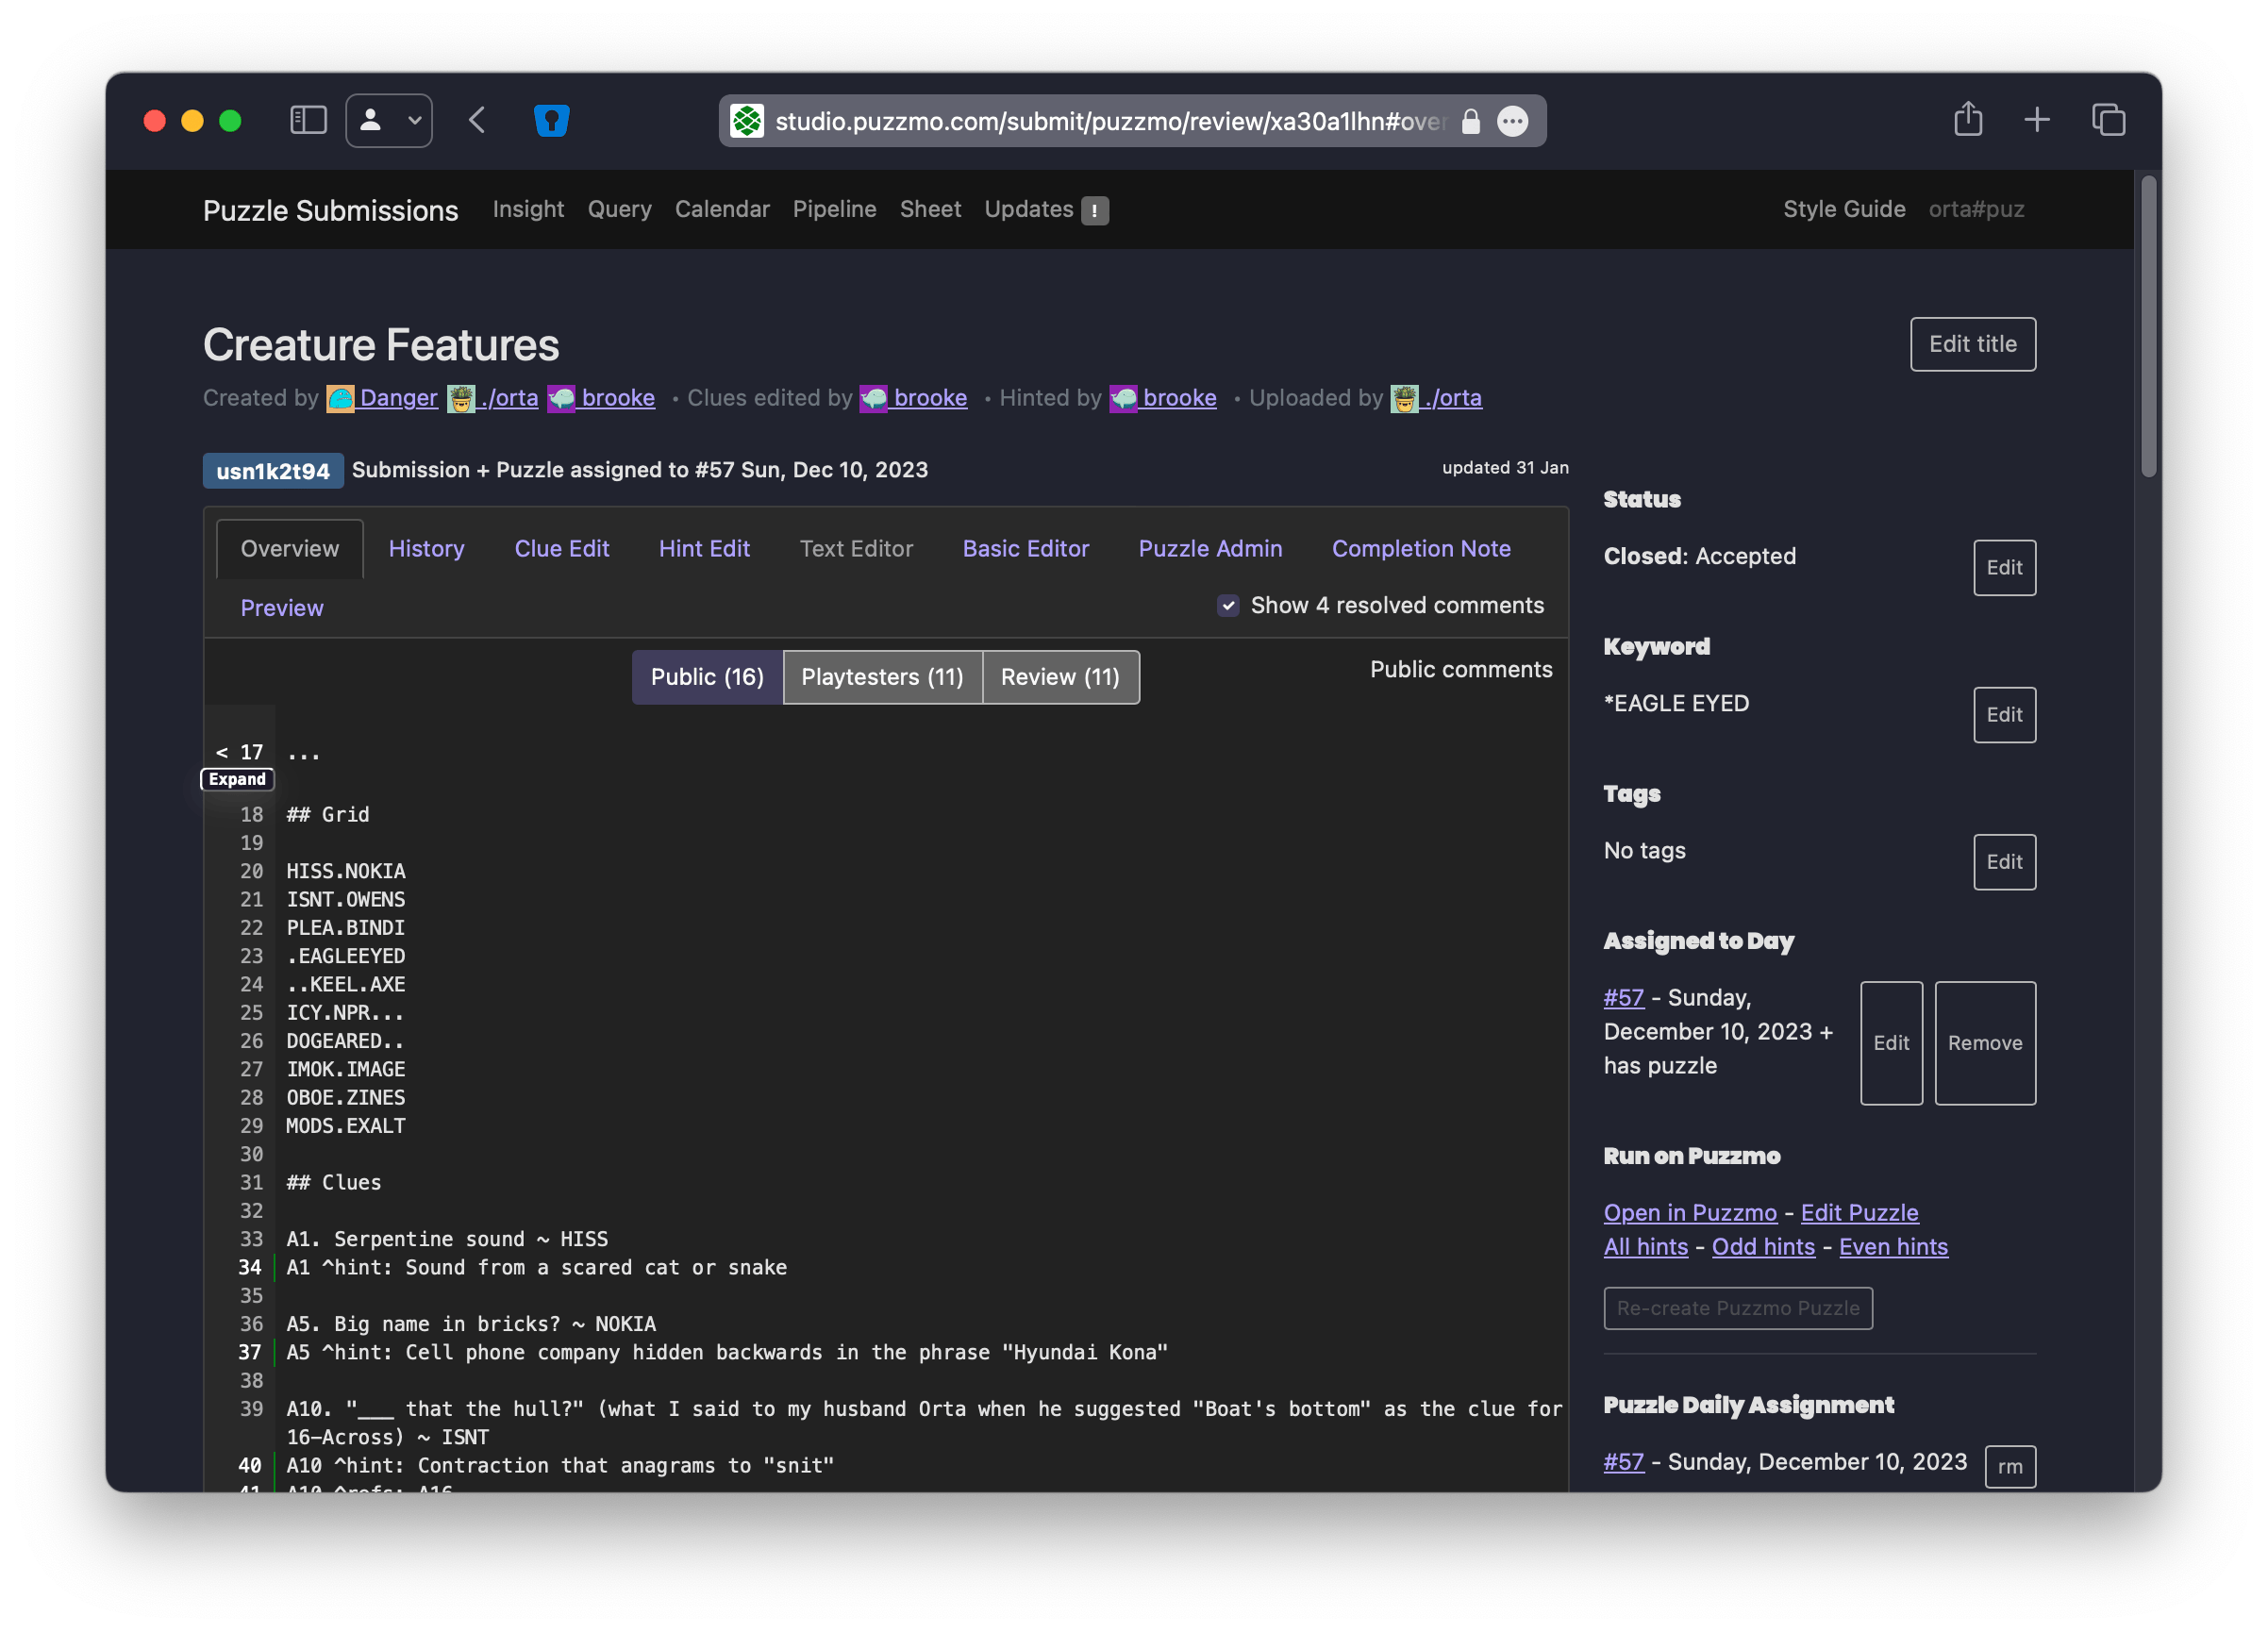 studio.puzzmo.com/submit/puzzmo/review/xa30a1lhn#over
Puzzle Submissions Insight Query Calendar Pipeline Sheet Updates ! Style Guide orta#puz
Creature Features Edit title
Created by Danger ./orta brooke • Clues edited by brooke • Hinted by brooke • Uploaded by ./orta
usn1k2t94 Submission + Puzzle assigned to #57 Sun, Dec 10, 2023 updated 31 Jan
Overview History Clue Edit Hint Edit Text Editor Basic Editor Puzzle Admin Completion Note
Preview Show 4 resolved comments
Public (16) Playtesters (11) Review (11) Public comments
< 17 ...
Expand
18 ## Grid
19
20 HISS.NOKIA
21 ISNT.OWENS
22 PLEA.BINDI
23 .EAGLEEYED
24 ..KEEL.AXE
25 ICY.NPR...
26 DOGEARED..
27 IMOK.IMAGE
28 OBOE.ZINES
29 MODS.EXALT
30
31 ## Clues
32
33 A1. Serpentine sound ~ HISS
34 A1 ^hint: Sound from a scared cat or snake
35
36 A5. Big name in bricks? ~ NOKIA
37 A5 ^hint: Cell phone company hidden backwards in the phrase "Hyundai Kona"
38
39 A10. "___ that the hull?" (what I said to my husband Orta when he suggested "Boat's bottom" as the clue for
16-Across) ~ ISNT
40 A10 ^hint: Contraction that anagrams to "snit"
41 A10 ^refs: A16
Status
Closed: Accepted Edit
Keyword
*EAGLE EYED Edit
Tags
No tags Edit
Assigned to Day
#57 - Sunday,
December 10, 2023 +
has puzzle
Edit Remove
Run on Puzzmo
Open in Puzzmo - Edit Puzzle
All hints - Odd hints - Even hints
Re-create Puzzmo Puzzle
Puzzle Daily Assignment
#57 - Sunday, December 10, 2023 rm